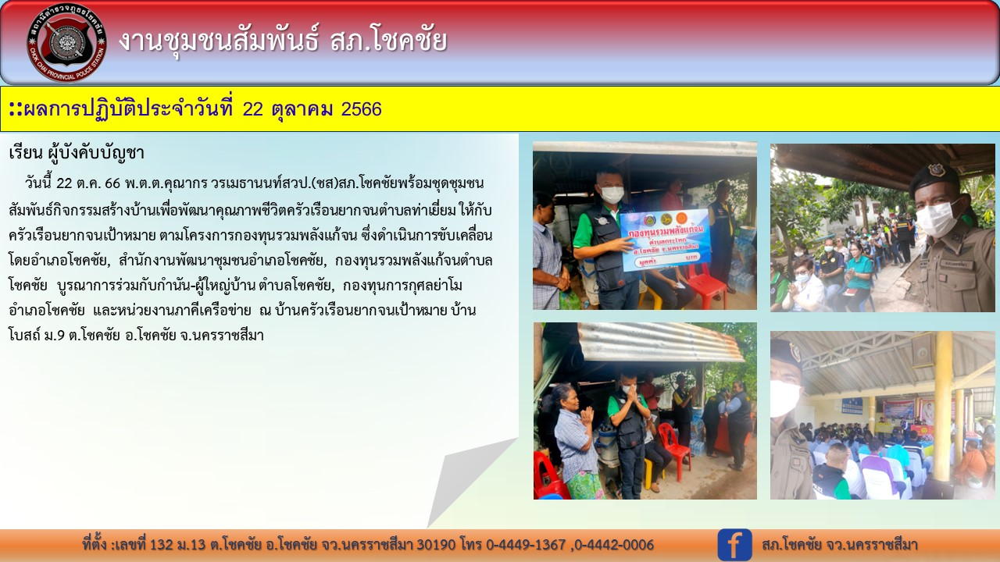 สถานีตำรวจภูธรโชคชัย
CHOK CHAI PROVINCIAL POLICE STATION
งานชุมชนสัมพันธ์ สภ.โชคชัย
::ผลการปฏิบัติประจำวันที่ 22 ตุลาคม 2566
เรียน ผู้บังคับบัญชา
วันนี้ 22 ต.ค. 66 พ.ต.ต.คุณากร วรเมธานนท์สวป.(ชส)สภ.โชคชัยพร้อมชุดชุมชน
สัมพันธ์กิจกรรมสร้างบ้านเพื่อพัฒนาคุณภาพชีวิตครัวเรือนยากจนตำบลท่าเยี่ยม ให้กับ
ครัวเรือนยากจนเป้าหมาย ตามโครงการกองทุนรวมพลังแก้จน ซึ่งดำเนินการขับเคลื่อน
โดยอำเภอโชคชัย, สำนักงานพัฒนาชุมชนอำเภอโชคชัย, กองทุนรวมพลังแก้จนตำบล
โชคชัย บูรณาการร่วมกับกำนัน-ผู้ใหญ่บ้าน ตำบลโชคชัย, กองทุนการกุศลย่าโม
อำเภอโชคชัย และหน่วยงานภาคีเครือข่าย ณ บ้านครัวเรือนยากจนเป้าหมาย บ้าน
โบสถ์ ม.9 ต.โชคชัย อ.โชคชัย จ.นครราชสีมา
กองทุนรวมพลังแก้จน
ตำบลกระโทก
อ.โชคชัย จ.นครราชสีมา
มูลค่า บาท
ที่ตั้ง :เลขที่ 132 ม.13 ต.โชคชัย อ.โชคชัย จว.นครราชสีมา 30190 โทร 0-4449-1367 ,0-4442-0006
f สภ.โชคชัย จว.นครราชสีมา